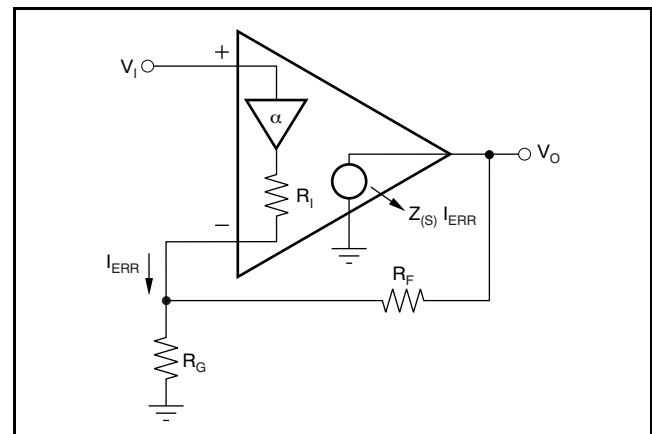 +
V_I
α
R_I
V_O
Z_(S) I_ERR
−
I_ERR
R_F
R_G